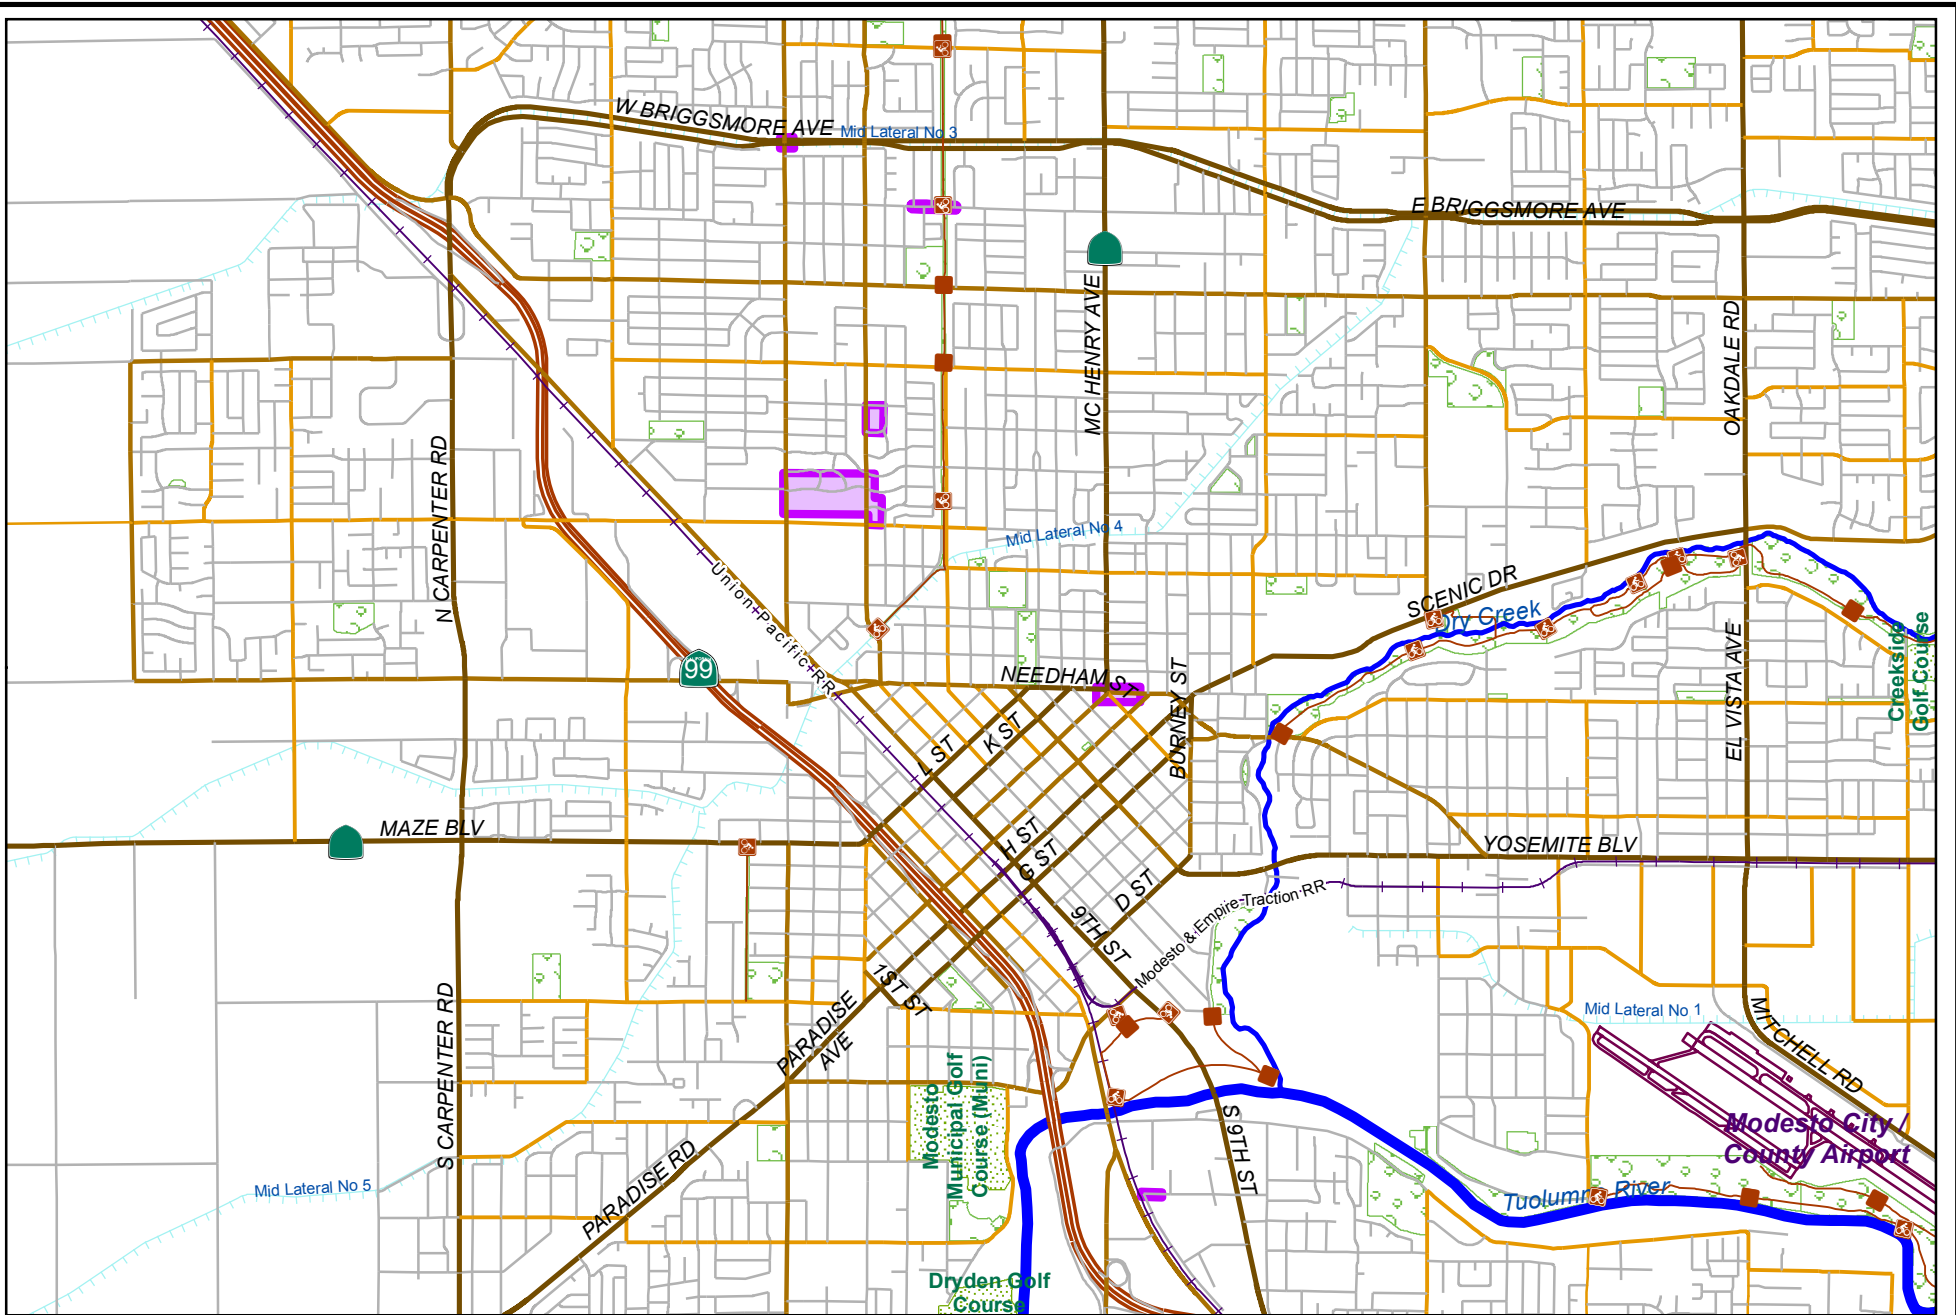 W BRIGGSMORE AVE
Mid Lateral No 3
E BRIGGSMORE AVE
MC HENRY AVE
OAKDALE RD
N CARPENTER RD
Mid Lateral No 4
Union Pacific RR
SCENIC DR
Dry Creek
99
NEEDHAM ST
BURNEY ST
EL VISTA AVE
Creekside
Golf Course
L ST
K ST
MAZE BLV
H ST
G ST
YOSEMITE BLV
D ST
9TH ST
Modesto & Empire Traction RR
1ST ST
S CARPENTER RD
PARADISE
AVE
Mid Lateral No 1
MITCHELL RD
Modesto
Municipal Golf
Course (Muni)
Modesto City /
County Airport
S 9TH ST
PARADISE RD
Mid Lateral No 5
Tuolumne River
Dryden Golf
Course